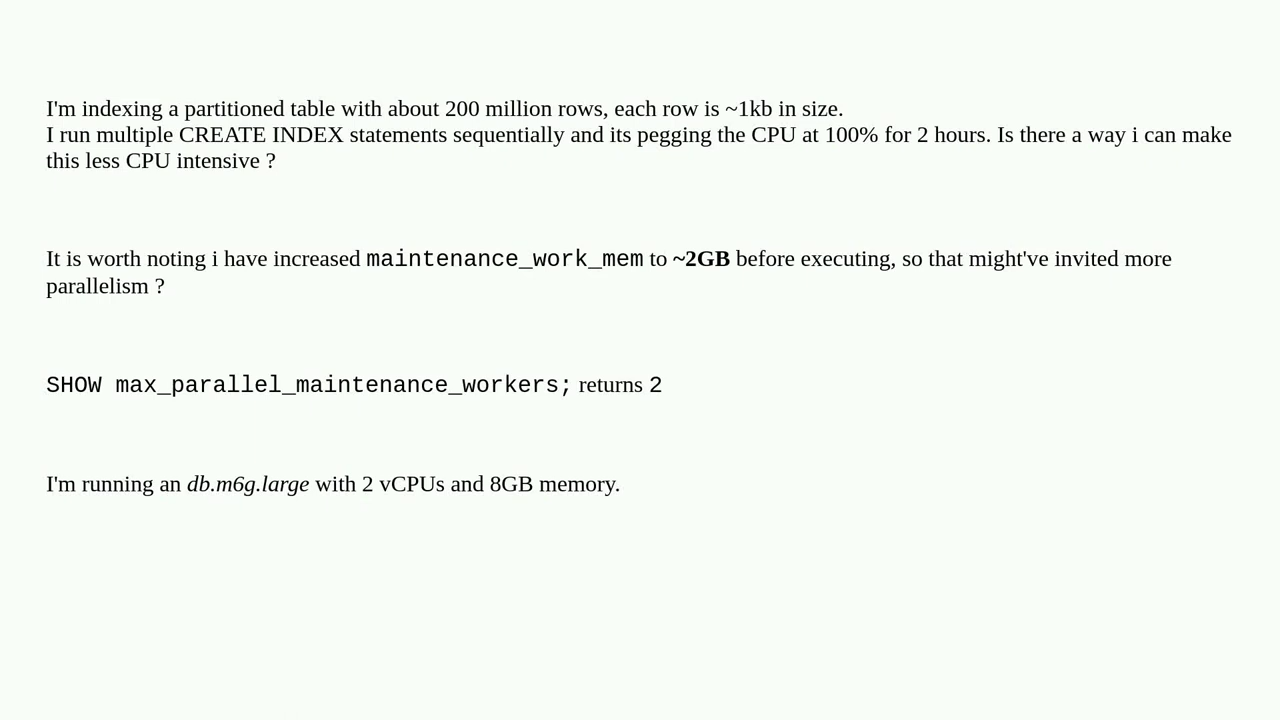 I'm indexing a partitioned table with about 200 million rows, each row is ~1kb in size.
I run multiple CREATE INDEX statements sequentially and its pegging the CPU at 100% for 2 hours. Is there a way i can make
this less CPU intensive ?
It is worth noting i have increased maintenance_work_mem to ~2GB before executing, so that might've invited more
parallelism ?
SHOW max_parallel_maintenance_workers; returns 2
I'm running an db.m6g.large with 2 vCPUs and 8GB memory.